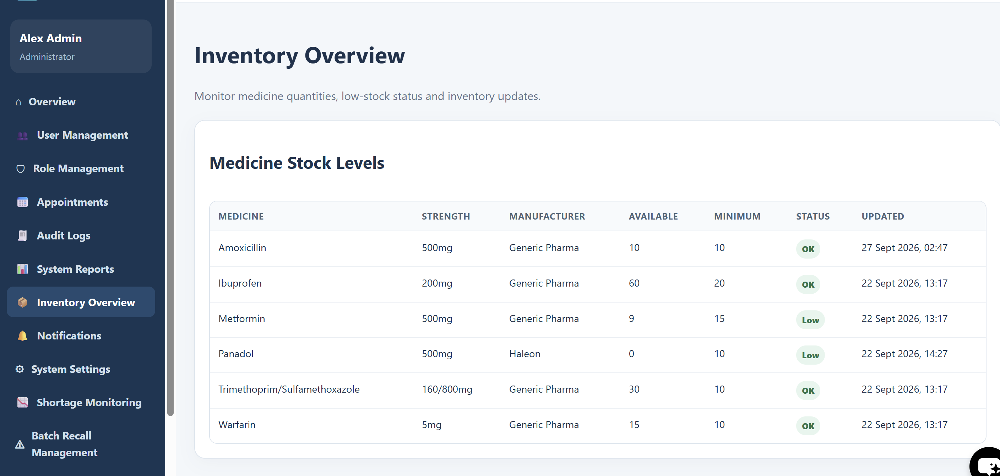 Alex Admin
Administrator
Overview
User Management
Role Management
Appointments
Audit Logs
System Reports
Inventory Overview
Notifications
System Settings
Shortage Monitoring
Batch Recall
Management
Inventory Overview
Monitor medicine quantities, low-stock status and inventory updates.
Medicine Stock Levels
MEDICINE STRENGTH MANUFACTURER AVAILABLE MINIMUM STATUS UPDATED
Amoxicillin 500mg Generic Pharma 10 10 OK 27 Sept 2026, 02:47
Ibuprofen 200mg Generic Pharma 60 20 OK 22 Sept 2026, 13:17
Metformin 500mg Generic Pharma 9 15 Low 22 Sept 2026, 13:17
Panadol 500mg Haleon 0 10 Low 22 Sept 2026, 14:27
Trimethoprim/Sulfamethoxazole 160/800mg Generic Pharma 30 10 OK 22 Sept 2026, 13:17
Warfarin 5mg Generic Pharma 15 10 OK 22 Sept 2026, 13:17